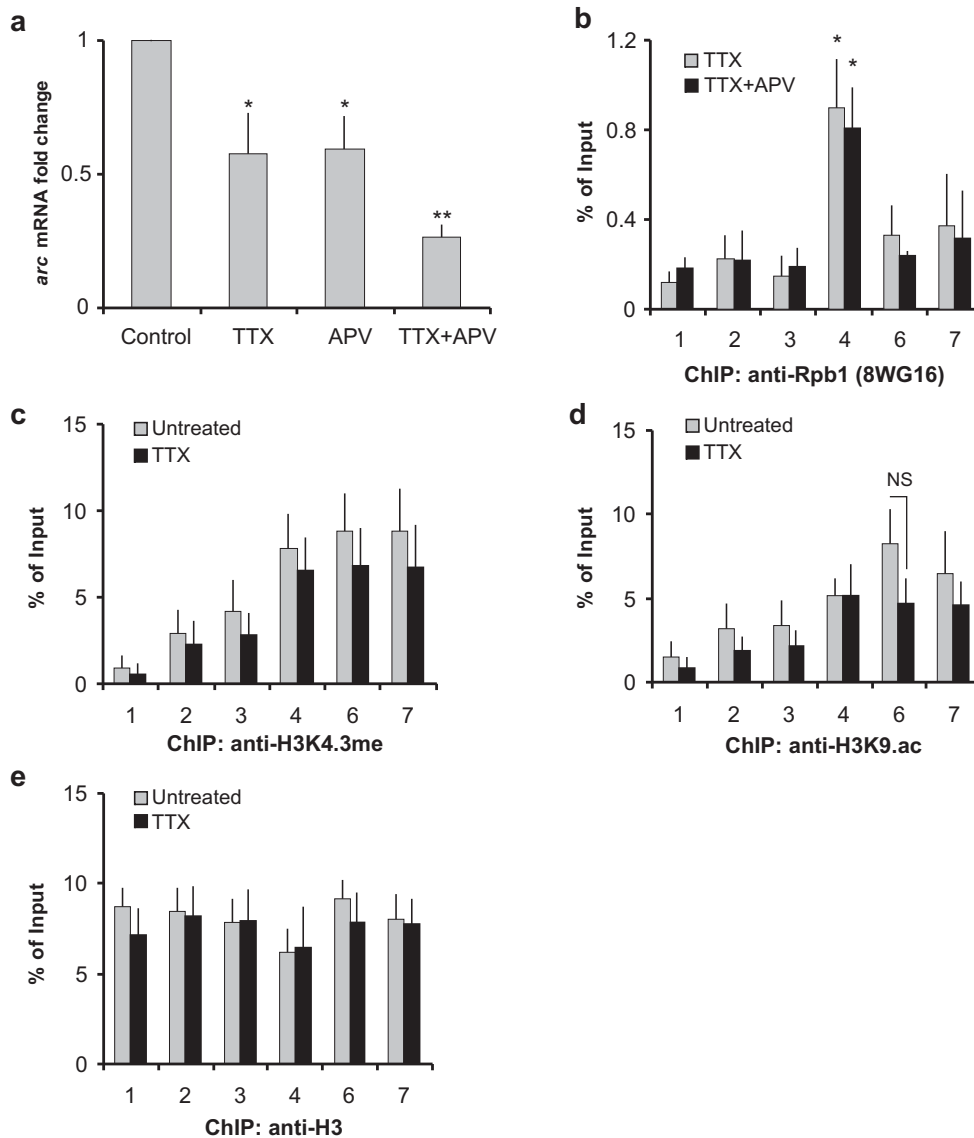 a
arc mRNA fold change
1
0.5
0
*
*
**
Control TTX APV TTX+APV
b
% of Input
1.2
0.8
0.4
0
TTX
TTX+APV
*
*
1 2 3 4 6 7
ChIP: anti-Rpb1 (8WG16)
c
% of Input
15
10
5
0
Untreated
TTX
1 2 3 4 6 7
ChIP: anti-H3K4.3me
d
% of Input
15
10
5
0
Untreated
TTX
NS
1 2 3 4 6 7
ChIP: anti-H3K9.ac
e
% of Input
15
10
5
0
Untreated
TTX
1 2 3 4 6 7
ChIP: anti-H3